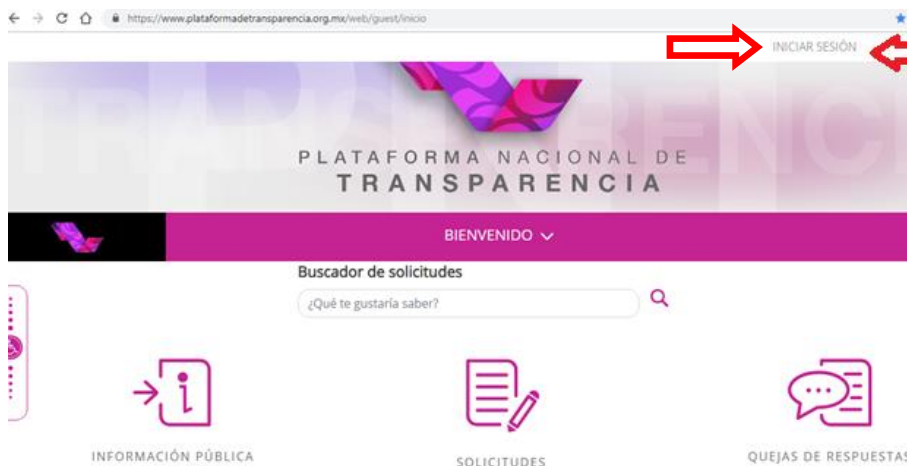 https://www.plataformadetransparencia.org.mx/web/guest/inicio
INICIAR SESIÓN
TRANSPARENCI
PLATAFORMA NACIONAL DE
TRANSPARENCIA
BIENVENIDO
Buscador de solicitudes
¿Qué te gustaría saber?
INFORMACIÓN PÚBLICA
SOLICITUDES
QUEJAS DE RESPUESTAS